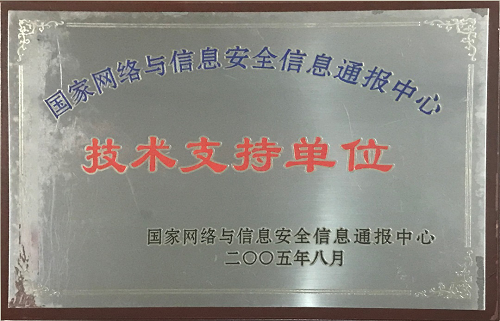 国家网络与信息安全信息通报中心
技术支持单位
国家网络与信息安全信息通报中心
二〇〇五年八月